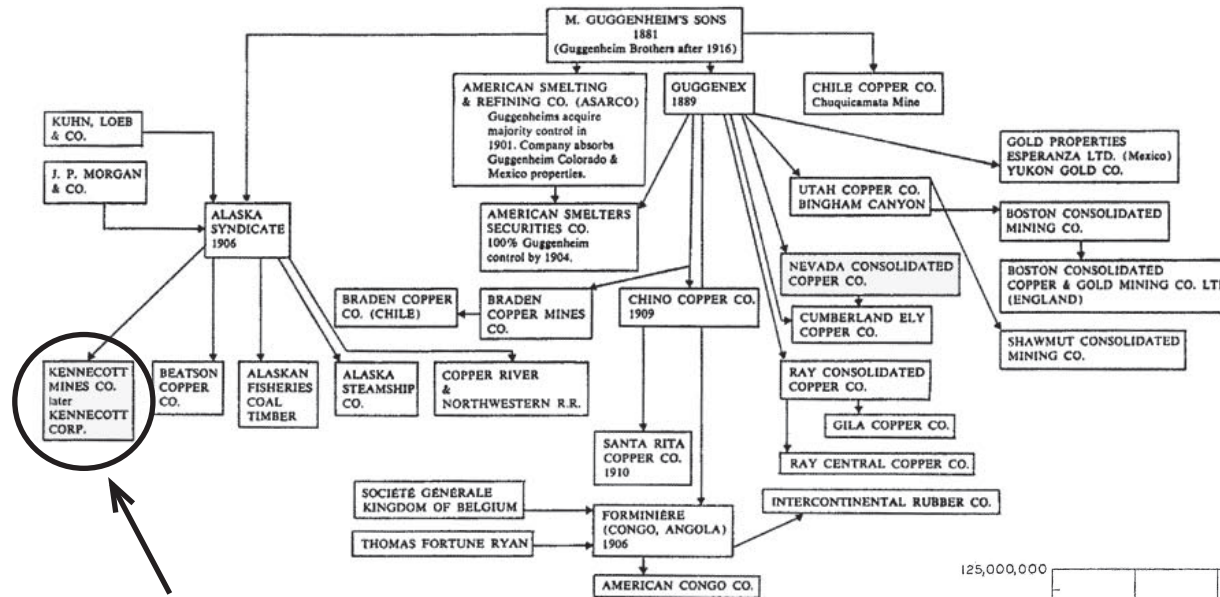 M. GUGGENHEIM'S SONS
1881
(Guggenheim Brothers after 1916)
AMERICAN SMELTING
& REFINING CO. (ASARCO)
Guggenheims acquire
majority control in
1901. Company absorbs
Guggenheim Colorado &
Mexico properties.
GUGGENEX
1889
CHILE COPPER CO.
Chuquicamata Mine
KUHN, LOEB
& CO.
J. P. MORGAN
& CO.
GOLD PROPERTIES
ESPERANZA LTD. (Mexico)
YUKON GOLD CO.
UTAH COPPER CO.
BINGHAM CANYON
ALASKA
SYNDICATE
1906
AMERICAN SMELTERS
SECURITIES CO.
100% Guggenheim
control by 1904.
BOSTON CONSOLIDATED
MINING CO.
NEVADA CONSOLIDATED
COPPER CO.
BOSTON CONSOLIDATED
COPPER & GOLD MINING CO. LT
(ENGLAND)
BRADEN COPPER
CO. (CHILE)
BRADEN
COPPER MINES
CO.
CHINO COPPER CO.
1909
CUMBERLAND ELY
COPPER CO.
SHAWMUT CONSOLIDATED
MINING CO.
KENNECOTT
MINES CO.
later
KENNECOTT
CORP.
BEATSON
COPPER
CO.
ALASKAN
FISHERIES
COAL
TIMBER
ALASKA
STEAMSHIP
CO.
COPPER RIVER
&
NORTHWESTERN R.R.
RAY CONSOLIDATED
COPPER CO.
GILA COPPER CO.
SANTA RITA
COPPER CO.
1910
RAY CENTRAL COPPER CO.
SOCIÉTÉ GÉNÉRALE
KINGDOM OF BELGIUM
INTERCONTINENTAL RUBBER CO.
FORMINIÈRE
(CONGO, ANGOLA)
1906
THOMAS FORTUNE RYAN
AMERICAN CONGO CO.
125,000,000